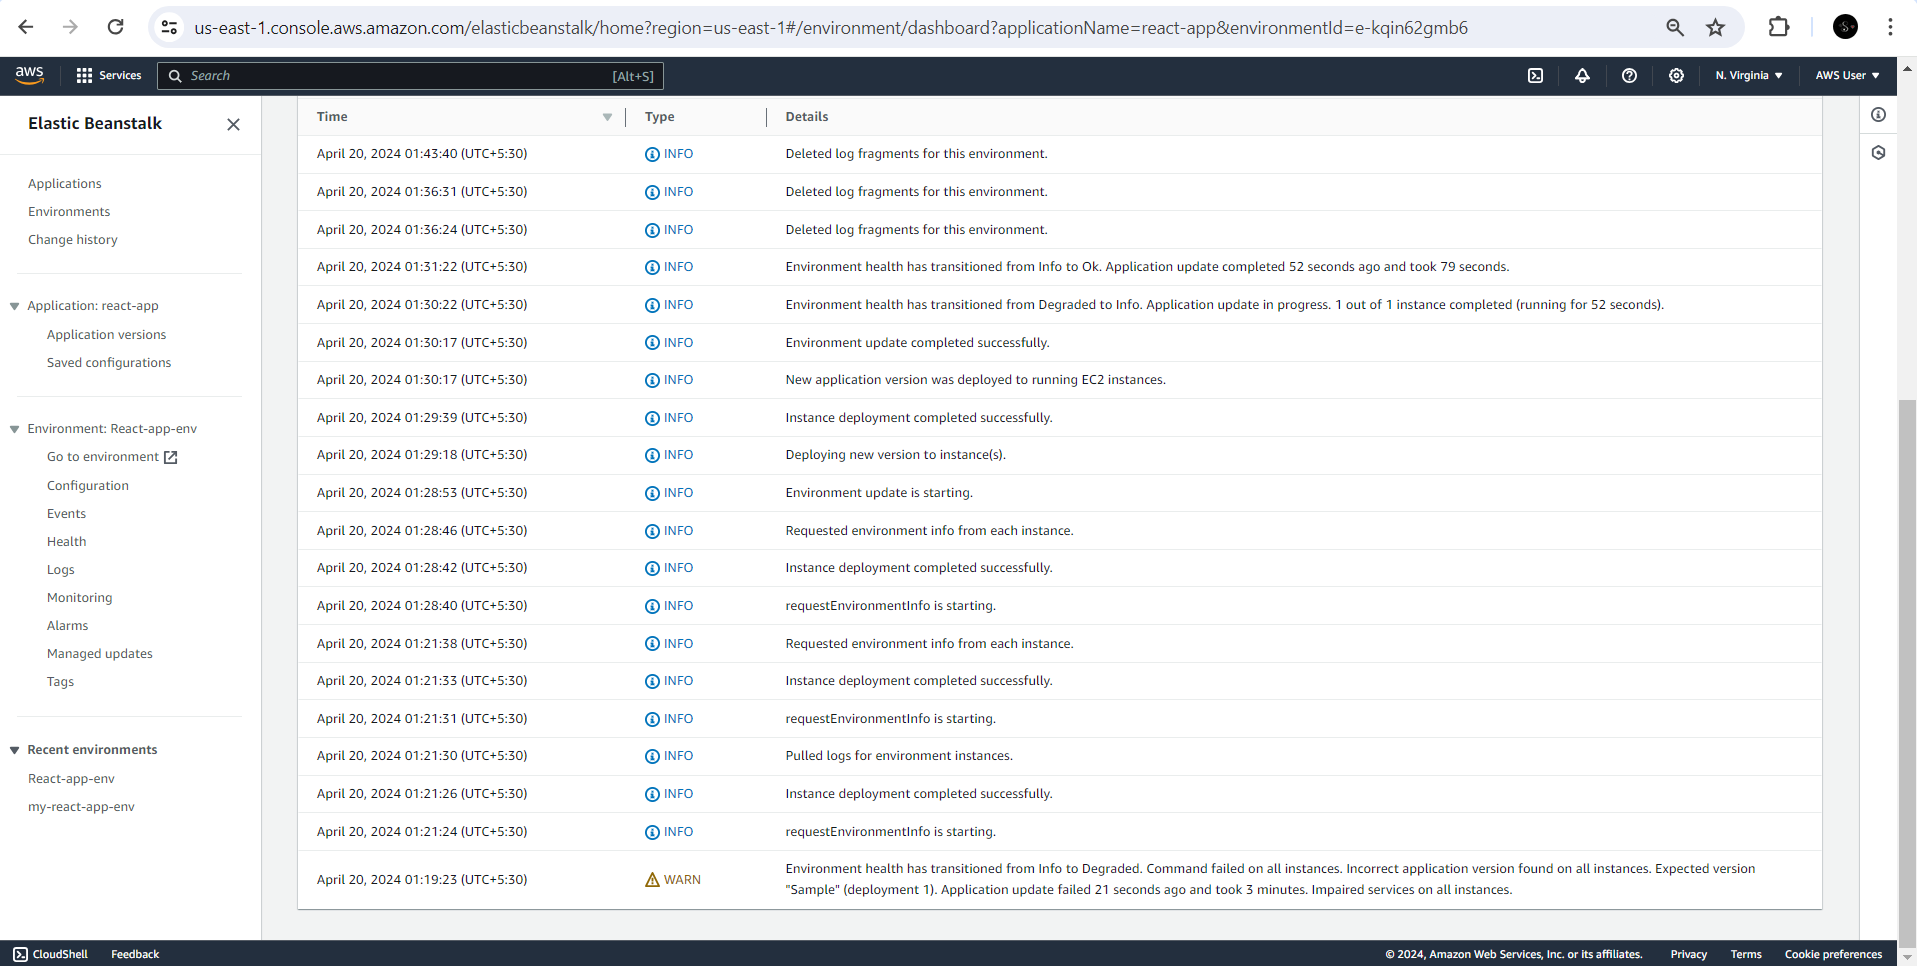 us-east-1.console.aws.amazon.com/elasticbeanstalk/home?region=us-east-1#/environment/dashboard?applicationName=react-app&environmentId=e-kqin62gmb6
aws Services Search [Alt+S] N. Virginia AWS User
Elastic Beanstalk
Applications
Environments
Change history
Application: react-app
Application versions
Saved configurations
Environment: React-app-env
Go to environment
Configuration
Events
Health
Logs
Monitoring
Alarms
Managed updates
Tags
Recent environments
React-app-env
my-react-app-env
Time Type Details
April 20, 2024 01:43:40 (UTC+5:30) INFO Deleted log fragments for this environment.
April 20, 2024 01:36:31 (UTC+5:30) INFO Deleted log fragments for this environment.
April 20, 2024 01:36:24 (UTC+5:30) INFO Deleted log fragments for this environment.
April 20, 2024 01:31:22 (UTC+5:30) INFO Environment health has transitioned from Info to Ok. Application update completed 52 seconds ago and took 79 seconds.
April 20, 2024 01:30:22 (UTC+5:30) INFO Environment health has transitioned from Degraded to Info. Application update in progress. 1 out of 1 instance completed (running for 52 seconds).
April 20, 2024 01:30:17 (UTC+5:30) INFO Environment update completed successfully.
April 20, 2024 01:30:17 (UTC+5:30) INFO New application version was deployed to running EC2 instances.
April 20, 2024 01:29:39 (UTC+5:30) INFO Instance deployment completed successfully.
April 20, 2024 01:29:18 (UTC+5:30) INFO Deploying new version to instance(s).
April 20, 2024 01:28:53 (UTC+5:30) INFO Environment update is starting.
April 20, 2024 01:28:46 (UTC+5:30) INFO Requested environment info from each instance.
April 20, 2024 01:28:42 (UTC+5:30) INFO Instance deployment completed successfully.
April 20, 2024 01:28:40 (UTC+5:30) INFO requestEnvironmentInfo is starting.
April 20, 2024 01:21:38 (UTC+5:30) INFO Requested environment info from each instance.
April 20, 2024 01:21:33 (UTC+5:30) INFO Instance deployment completed successfully.
April 20, 2024 01:21:31 (UTC+5:30) INFO requestEnvironmentInfo is starting.
April 20, 2024 01:21:30 (UTC+5:30) INFO Pulled logs for environment instances.
April 20, 2024 01:21:26 (UTC+5:30) INFO Instance deployment completed successfully.
April 20, 2024 01:21:24 (UTC+5:30) INFO requestEnvironmentInfo is starting.
April 20, 2024 01:19:23 (UTC+5:30) WARN Environment health has transitioned from Info to Degraded. Command failed on all instances. Incorrect application version found on all instances. Expected version
"Sample" (deployment 1). Application update failed 21 seconds ago and took 3 minutes. Impaired services on all instances.
CloudShell Feedback © 2024, Amazon Web Services, Inc. or its affiliates. Privacy Terms Cookie preferences